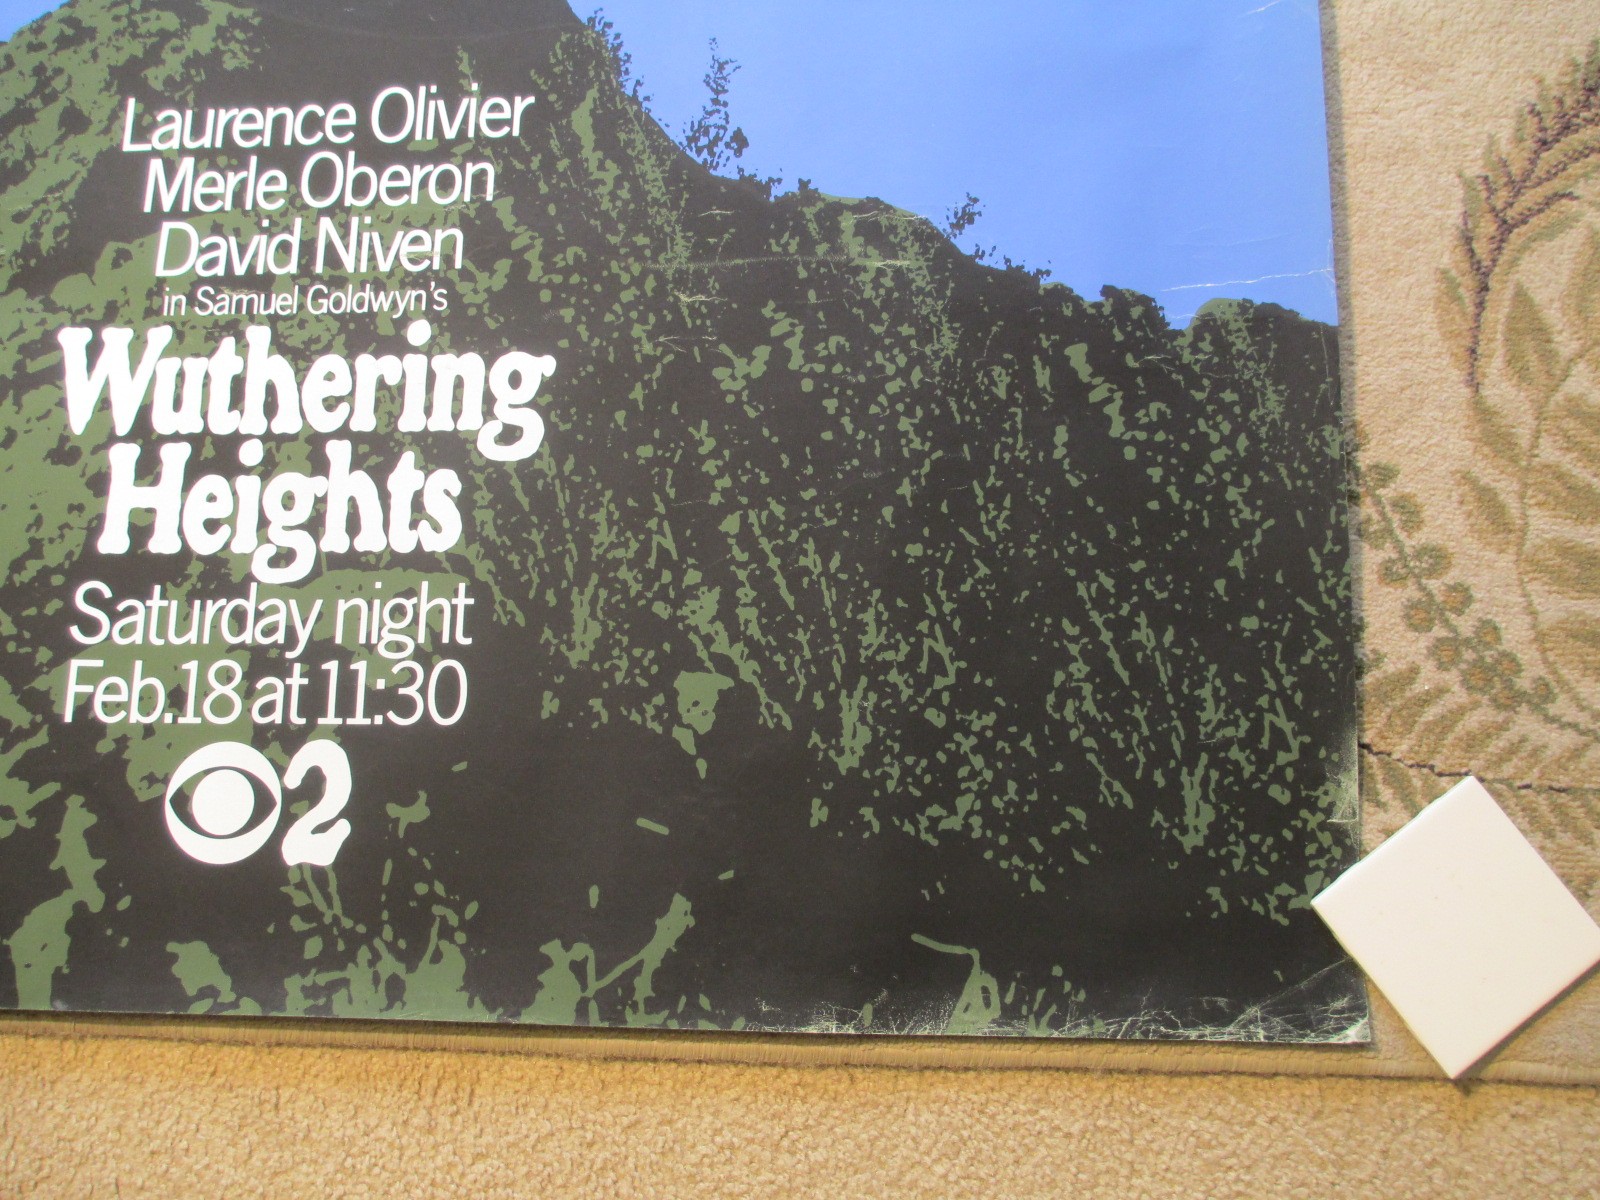 Laurence Olivier
Merle Oberon
David Niven
in Samuel Goldwyn's
Wuthering
Heights
Saturday night
Feb.18 at 11:30
2